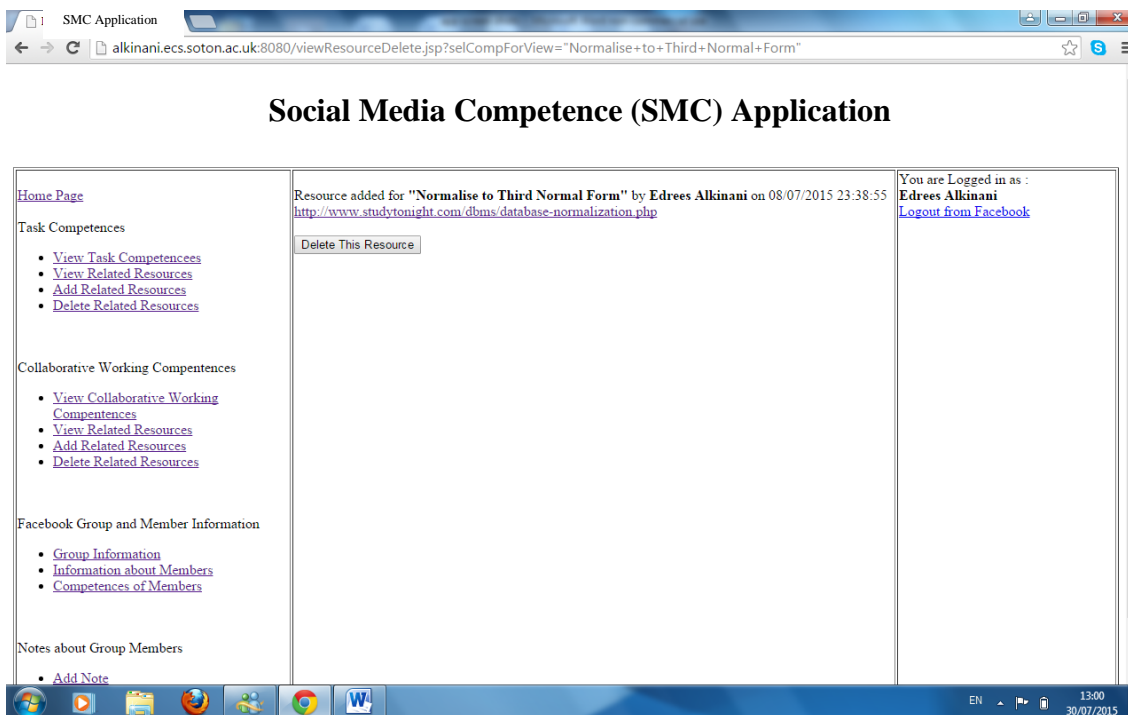 SMC Application
alkinani.ecs.soton.ac.uk:8080/viewResourceDelete.jsp?selCompForView="Normalise+to+Third+Normal+Form"
Social Media Competence (SMC) Application
Home Page
Task Competences
View Task Competencees
View Related Resources
Add Related Resources
Delete Related Resources
Collaborative Working Compentences
View Collaborative Working
Compentences
View Related Resources
Add Related Resources
Delete Related Resources
Facebook Group and Member Information
Group Information
Information about Members
Competences of Members
Notes about Group Members
Add Note
Resource added for "Normalise to Third Normal Form" by Edrees Alkinani on 08/07/2015 23:38:55
http://www.studytonight.com/dbms/database-normalization.php
Delete This Resource
You are Logged in as :
Edrees Alkinani
Logout from Facebook
EN
13:00
30/07/2015